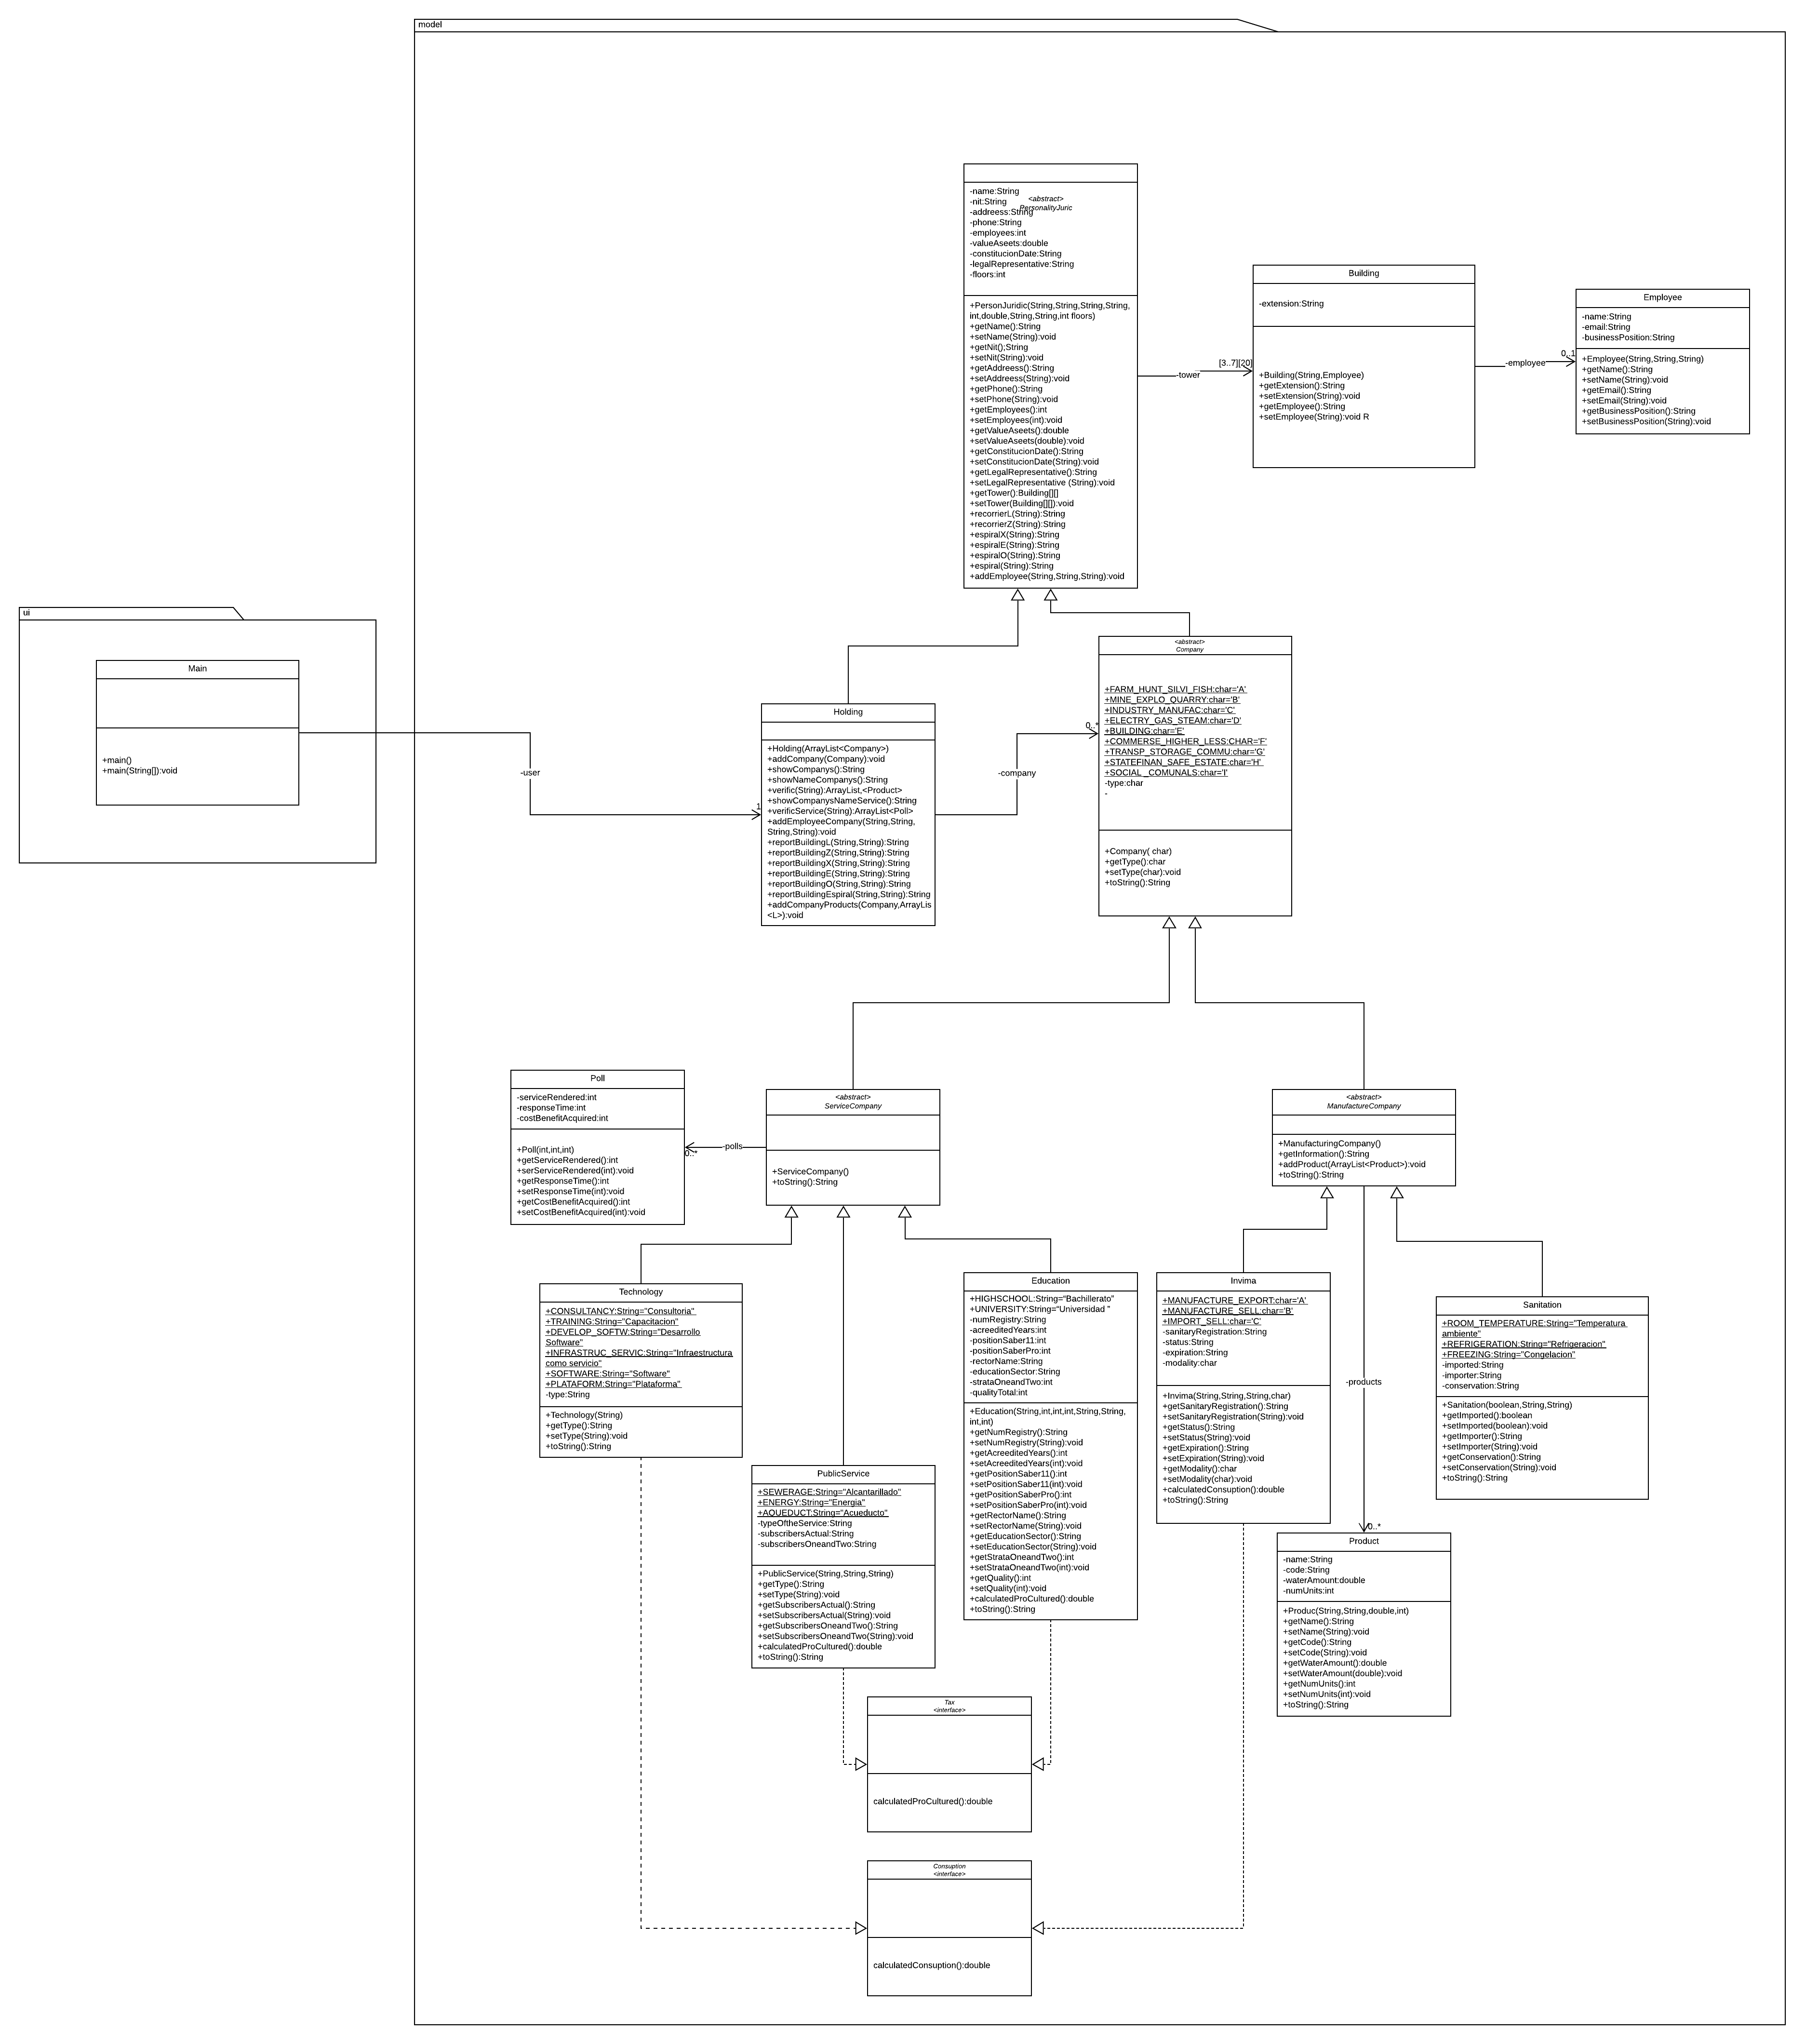 model
<abstract>
PersonalityJuric
-name:String
-nit:String
-addreess:String
-phone:String
-employees:int
-valueAseets:double
-constitucionDate:String
-legalRepresentative:String
-floors:int
+PersonJuridic(String,String,String,String,
int,double,String,String,int floors)
+getName():String
+setName(String):void
+getNit();String
+setNit(String):void
+getAddreess():String
+setAddreess(String):void
+getPhone():String
+setPhone(String):void
+getEmployees():int
+setEmployees(int):void
+getValueAseets():double
+setValueAseets(double):void
+getConstitucionDate():String
+setConstitucionDate(String):void
+getLegalRepresentative():String
+setLegalRepresentative (String):void
+getTower():Building[][]
+setTower(Building[][]):void
+recorrierL(String):String
+recorrierZ(String):String
+espiralX(String):String
+espiralE(String):String
+espiralO(String):String
+espiral(String):String
+addEmployee(String,String,String):void
-tower
[3..7][20]
Building
-extension:String
+Building(String,Employee)
+getExtension():String
+setExtension(String):void
+getEmployee():String
+setEmployee(String):void R
-employee
0..1
Employee
-name:String
-email:String
-businessPosition:String
+Employee(String,String,String)
+getName():String
+setName(String):void
+getEmail():String
+setEmail(String):void
+getBusinessPosition():String
+setBusinessPosition(String):void
ui
Main
+main()
+main(String[]):void
-user
1
Holding
+Holding(ArrayList<Company>)
+addCompany(Company):void
+showCompanys():String
+showNameCompanys():String
+verific(String):ArrayList,<Product>
+showCompanysNameService():String
+verificService(String):ArrayList<Poll>
+addEmployeeCompany(String,String,
String,String):void
+reportBuildingL(String,String):String
+reportBuildingZ(String,String):String
+reportBuildingX(String,String):String
+reportBuildingE(String,String):String
+reportBuildingO(String,String):String
+reportBuildingEspiral(String,String):String
+addCompanyProducts(Company,ArrayLis
<L>):void
-company
0..*
<abstract>
Company
+FARM_HUNT_SILVI_FISH:char='A'
+MINE_EXPLO_QUARRY:char='B'
+INDUSTRY_MANUFAC:char='C'
+ELECTRY_GAS_STEAM:char='D'
+BUILDING:char='E'
+COMMERSE_HIGHER_LESS:CHAR='F'
+TRANSP_STORAGE_COMMU:char='G'
+STATEFINAN_SAFE_ESTATE:char='H'
+SOCIAL_ COMUNALS:char='I'
-type:char
-
+Company( char)
+getType():char
+setType(char):void
+toString():String
Poll
-serviceRendered:int
-responseTime:int
-costBenefitAcquired:int
+Poll(int,int,int)
+getServiceRendered():int
+serServiceRendered(int):void
+getResponseTime():int
+setResponseTime(int):void
+getCostBenefitAcquired():int
+setCostBenefitAcquired(int):void
-polls
0..*
<abstract>
ServiceCompany
+ServiceCompany()
+toString():String
<abstract>
ManufactureCompany
+ManufacturingCompany()
+getInformation():String
+addProduct(ArrayList<Product>):void
+toString():String
Technology
+CONSULTANCY:String="Consultoria"
+TRAINING:String="Capacitacion"
+DEVELOP_SOFTW:String="Desarrollo
Software"
+INFRASTRUC_SERVIC:String="Infraestructura
como servicio"
+SOFTWARE:String="Software"
+PLATAFORM:String="Plataforma"
-type:String
+Technology(String)
+getType():String
+setType(String):void
+toString():String
PublicService
+SEWERAGE:String="Alcantarillado"
+ENERGY:String="Energia"
+AQUEDUCT:String="Acueducto"
-typeOftheService:String
-subscribersActual:String
-subscribersOneandTwo:String
+PublicService(String,String,String)
+getType():String
+setType(String):void
+getSubscribersActual():String
+setSubscribersActual(String):void
+getSubscribersOneandTwo():String
+setSubscribersOneandTwo(String):void
+calculatedProCultured():double
+toString():String
Education
+HIGHSCHOOL:String="Bachillerato"
+UNIVERSITY:String="Universidad "
-numRegistry:String
-acreeditedYears:int
-positionSaber11:int
-positionSaberPro:int
-rectorName:String
-educationSector:String
-strataOneandTwo:int
-qualityTotal:int
+Education(String,int,int,int,String,String,
int,int)
+getNumRegistry():String
+setNumRegistry(String):void
+getAcreeditedYears():int
+setAcreeditedYears(int):void
+getPositionSaber11():int
+setPositionSaber11(int):void
+getPositionSaberPro():int
+setPositionSaberPro(int):void
+getRectorName():String
+setRectorName(String):void
+getEducationSector():String
+setEducationSector(String):void
+getStrataOneandTwo():int
+setStrataOneandTwo(int):void
+getQuality():int
+setQuality(int):void
+calculatedProCultured():double
+toString():String
Invima
+MANUFACTURE_EXPORT:char='A'
+MANUFACTURE_SELL:char='B'
+IMPORT_SELL:char='C'
-sanitaryRegistration:String
-status:String
-expiration:String
-modality:char
+Invima(String,String,String,char)
+getSanitaryRegistration():String
+setSanitaryRegistration(String):void
+getStatus():String
+setStatus(String):void
+getExpiration():String
+setExpiration(String):void
+getModality():char
+setModality(char):void
+calculatedConsuption():double
+toString():String
-products
0..*
Sanitation
+ROOM_TEMPERATURE:String="Temperatura
ambiente"
+REFRIGERATION:String="Refrigeracion"
+FREEZING:String="Congelacion"
-imported:String
-importer:String
-conservation:String
+Sanitation(boolean,String,String)
+getImported():boolean
+setImported(boolean):void
+getImporter():String
+setImporter(String):void
+getConservation():String
+setConservation(String):void
+toString():String
Product
-name:String
-code:String
-waterAmount:double
-numUnits:int
+Produc(String,String,double,int)
+getName():String
+setName(String):void
+getCode():String
+setCode(String):void
+getWaterAmount():double
+setWaterAmount(double):void
+getNumUnits():int
+setNumUnits(int):void
+toString():String
Tax
<interface>
calculatedProCultured():double
Consuption
<interface>
calculatedConsuption():double